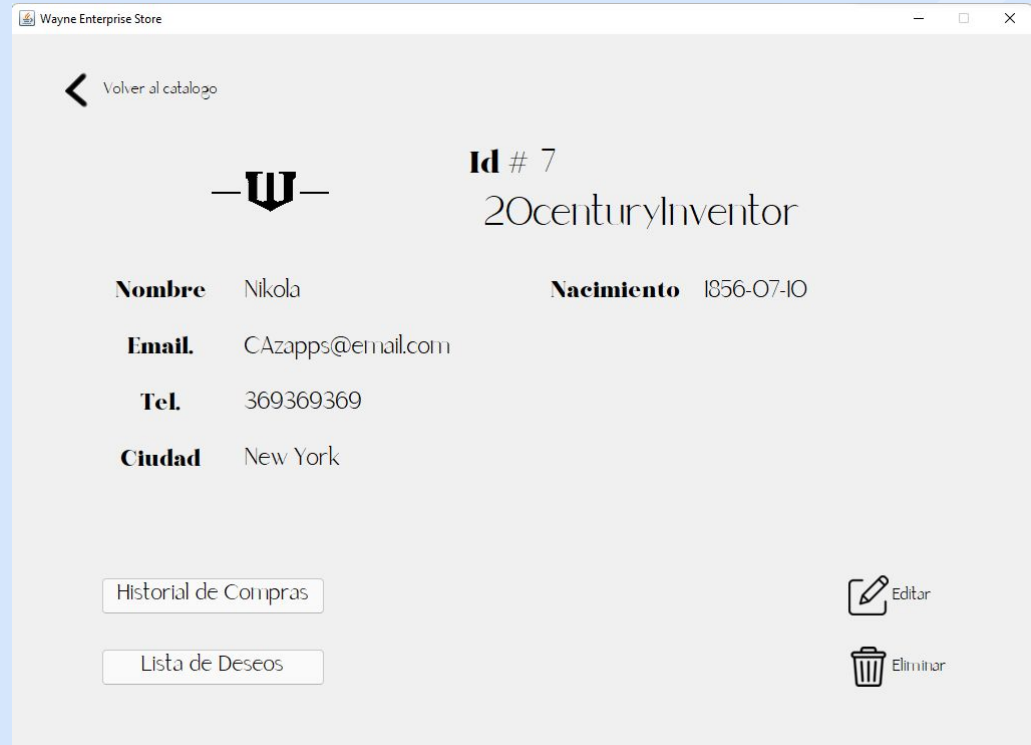 Wayne Enterprise Store
Volver al catalogo
Id # 7
20centuryInventor
Nombre Nikola Nacimiento 1856-07-10
Email. CAzapps@email.com
Tel. 369369369
Ciudad New York
Historial de Compras
Editar
Lista de Deseos
Eliminar